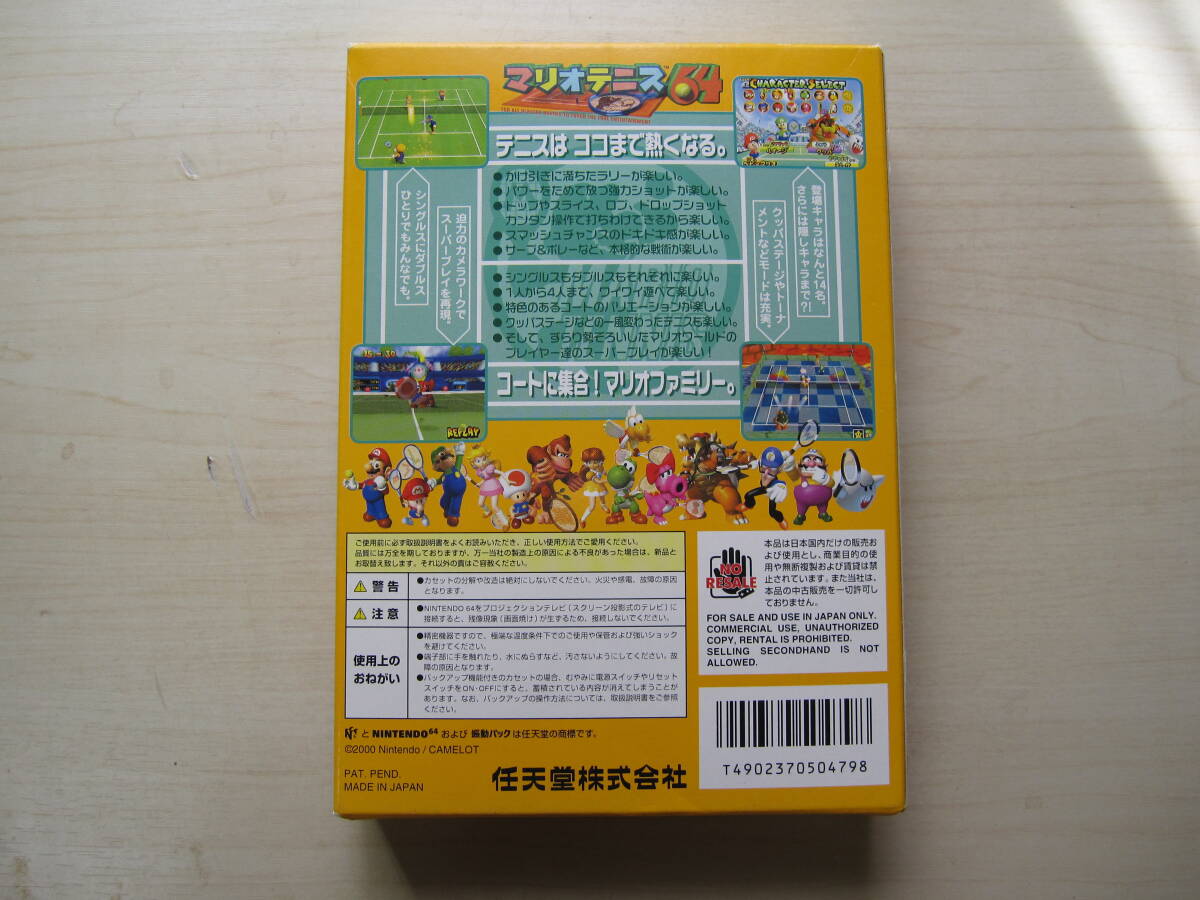 マリオテニス64
™
テニスは ココまで熱くなる。
●かけ引きに満ちたラリーが楽しい。
●パワーをためて放つ強力ショットが楽しい。
●トップやスライス、ロブ、ドロップショット
カンタン操作で打ちわけできるから楽しい。
●スマッシュチャンスのドキドキ感が楽しい。
●サーブ&ボレーなど、本格的な戦術が楽しい。
●シングルスもダブルスもそれぞれに楽しい。
●1人から4人まで、ワイワイ遊べて楽しい。
●特色のあるコートのバリエーションが楽しい。
●クッパステージなどの一風変わったテニスも楽しい。
●そして、ずらり勢ぞろいしたマリオワールドの
プレイヤー達のスーパープレイが楽しい!
コートに集合!マリオファミリー。
迫力のカメラワークで
スーパープレイを再現。
シングルスにダブルス
ひとりでもみんなでも。
CHARACTER SELECT
登場キャラはなんと14名。
さらには隠しキャラまで?!
クッパステージやトーナ
メントなどモードは充実。
15-30
REPLAY
ご使用前に必ず取扱説明書をよくお読みいただき、正しい使用方法でご愛用ください。
品質には万全を期しておりますが、万一当社の製造上の原因による不良があった場合は、新品と
お取替え致します。それ以外の責はご容赦ください。
警告
●カセットの分解や改造は絶対にしないでください。火災や感電、故障の原因
となります。
注意
●NINTENDO 64をプロジェクションテレビ(スクリーン投影式のテレビ)に
接続すると、残像現象(画面焼け)が生ずるため、接続しないでください。
使用上の
おねがい
●精密機器ですので、極端な温度条件下でのご使用や保管および強いショック
を避けてください。
●端子部に手を触れたり、水にぬらすなど、汚さないようにしてください。故
障の原因となります。
●バックアップ機能付きのカセットの場合、むやみに電源スイッチやリセット
スイッチをON・OFFにすると、蓄積されている内容が消えてしまうことが
あります。なお、バックアップの操作方法については、取扱説明書をご参照
ください。
NO
RESALE
本品は日本国内だけの販売お
よび使用とし、商業目的の使
用や無断複製および賃貸は禁
止されています。また当社は、
本品の中古販売を一切許可し
ておりません。
FOR SALE AND USE IN JAPAN ONLY.
COMMERCIAL USE, UNAUTHORIZED
COPY, RENTAL IS PROHIBITED.
SELLING SECONDHAND IS NOT
ALLOWED.
と NINTENDO64 および 振動パック は任天堂の商標です。
©2000 Nintendo / CAMELOT
PAT. PEND.
MADE IN JAPAN
任天堂株式会社
T4902370504798